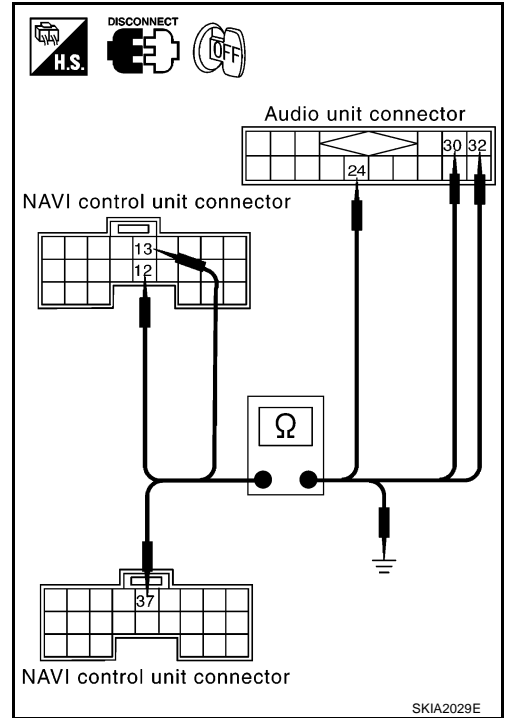 DISCONNECT
H.S.
OFF
Audio unit connector
30 32
24
NAVI control unit connector
13
12
Ω
37
NAVI control unit connector
SKIA2029E